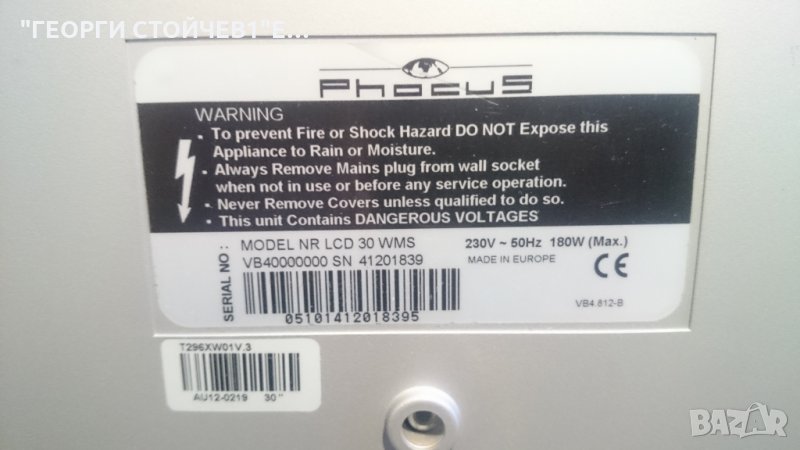 "ГЕОРГИ СТОЙЧЕВ1"Е...
Phocus
WARNING
- To prevent Fire or Shock Hazard DO NOT Expose this
Appliance to Rain or Moisture.
- Always Remove Mains plug from wall socket
when not in use or before any service operation.
- Never Remove Covers unless qualified to do so.
- This unit Contains DANGEROUS VOLTAGES
SERIAL NO :
MODEL NR LCD 30 WMS
230V ~ 50Hz 180W (Max.)
VB40000000 SN 41201839
MADE IN EUROPE
CE
05101412018395
VB4.812-B
T296XW01V.3
AU12-0219 30"
BAZAR